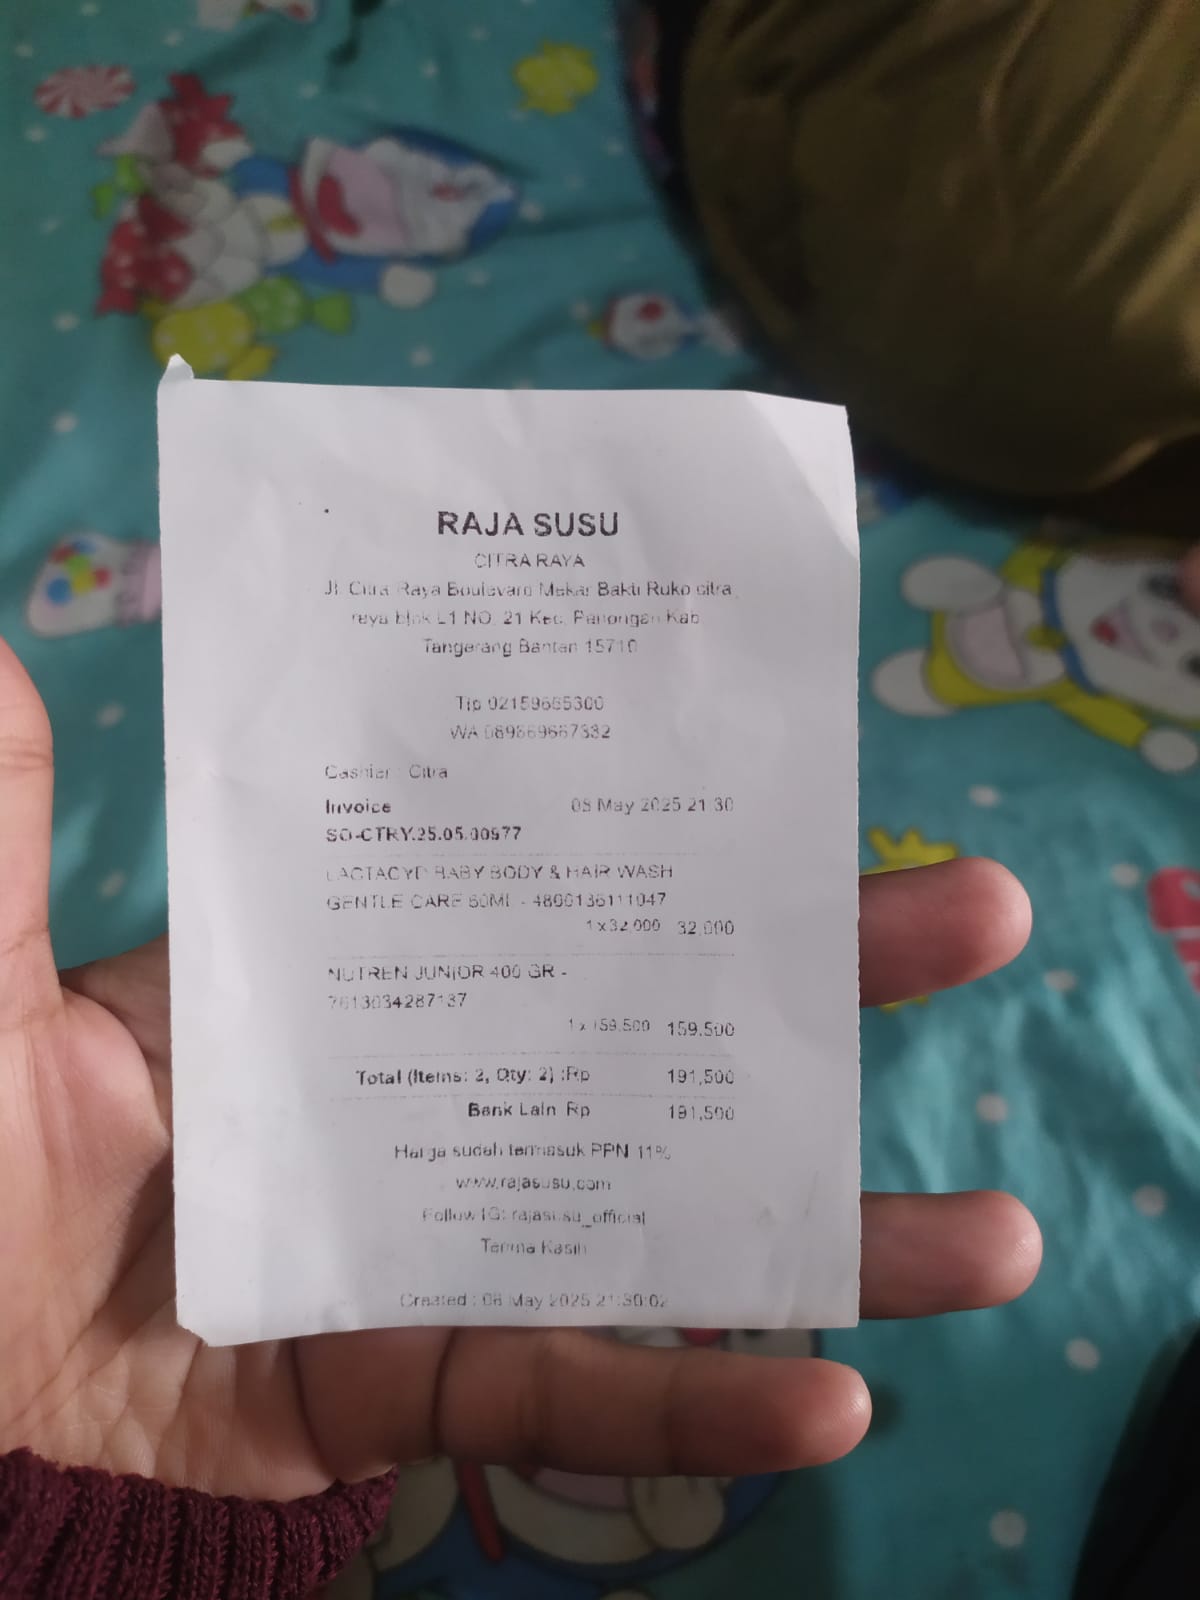 RAJA SUSU
CITRA RAYA
Jl. Citra Raya Boulevard Mekar Bakti Ruko citra
raya blok L1 NO. 21 Kec. Panongan Kab
Tangerang Banten 15710
Tlp 02159665300
WA
Cashier : Citra
Invoice 08 May 2025 21:30
SO-CTRY.25.05.00977
LACTACYD BABY BODY & HAIR WASH
GENTLE CARE 60ML - 4800136111047
1 x 32,000 32,000
NUTREN JUNIOR 400 GR -
7613034287137
1 x 159,500 159,500
Total (Items: 2, Qty: 2) :Rp 191,500
Bank Lain Rp 191,500
Harga sudah termasuk PPN 11%
www.rajasusu.com
Follow IG: rajasusu_official
Terima Kasih
Created : 08 May 2025 21:30:02